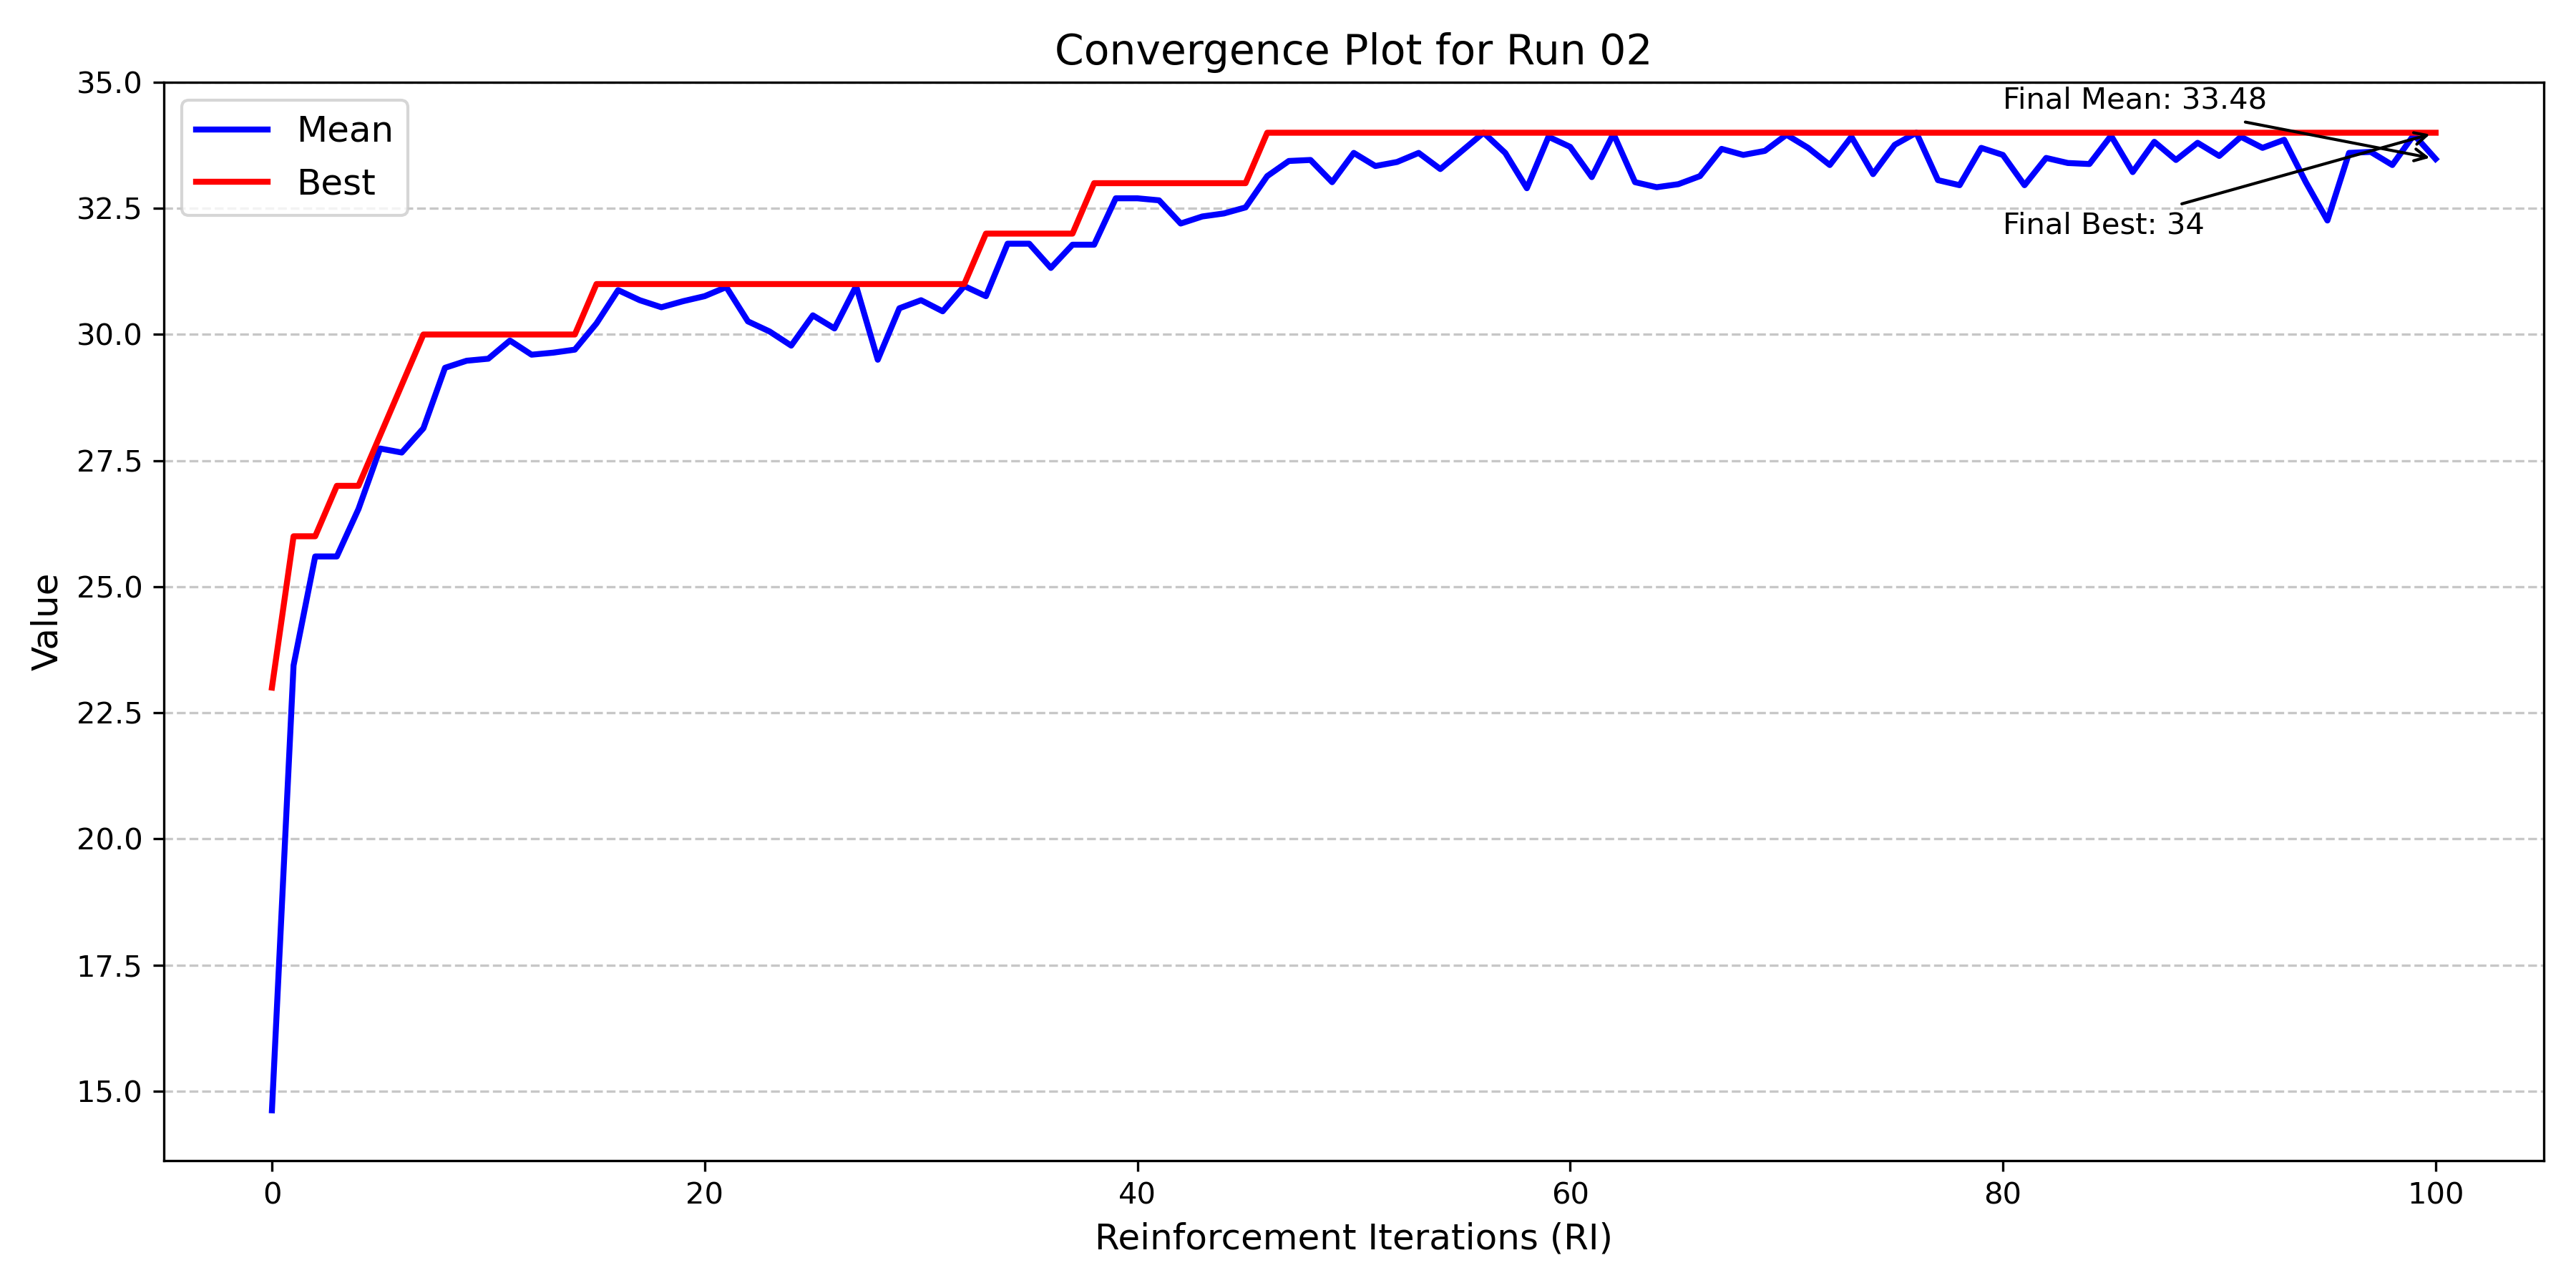 Convergence Plot for Run 02
Mean
Best
Final Mean: 33.48
Final Best: 34
Value
35.0
32.5
30.0
27.5
25.0
22.5
20.0
17.5
15.0
0 20 40 60 80 100
Reinforcement Iterations (RI)